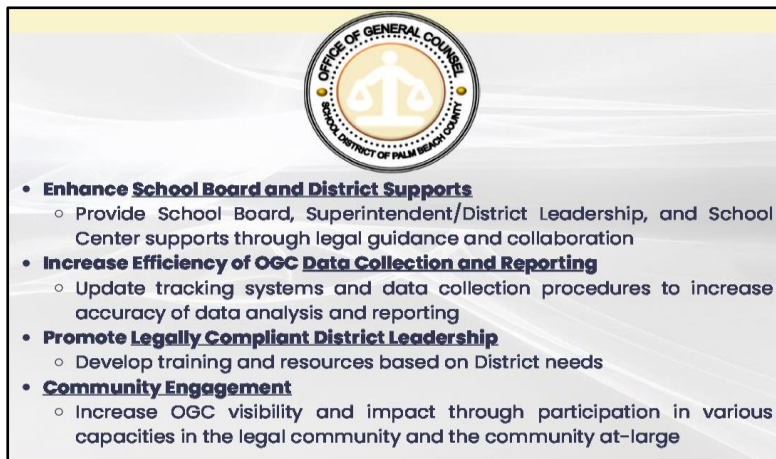 OFFICE OF GENERAL COUNSEL
SCHOOL DISTRICT OF PALM BEACH COUNTY
• Enhance School Board and District Supports
○ Provide School Board, Superintendent/District Leadership, and School
Center supports through legal guidance and collaboration
• Increase Efficiency of OGC Data Collection and Reporting
○ Update tracking systems and data collection procedures to increase
accuracy of data analysis and reporting
• Promote Legally Compliant District Leadership
○ Develop training and resources based on District needs
• Community Engagement
○ Increase OGC visibility and impact through participation in various
capacities in the legal community and the community at-large